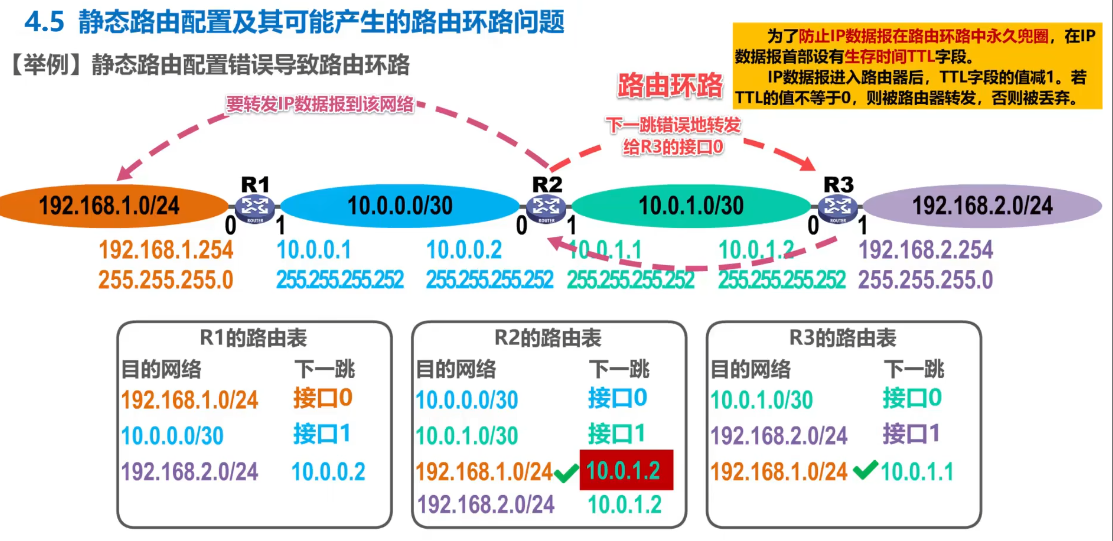 4.5 静态路由配置及其可能产生的路由环路问题
【举例】静态路由配置错误导致路由环路
为了防止IP数据报在路由环路中永久兜圈，在IP
数据报首部设有生存时间TTL字段。
IP数据报进入路由器后，TTL字段的值减1。若
TTL的值不等于0，则被路由器转发，否则被丢弃。
要转发IP数据报到该网络
路由环路
下一跳错误地转发
给R3的接口0
R1
R2
R3
192.168.1.0/24
ROUTER
10.0.0.0/30
ROUTER
10.0.1.0/30
ROUTER
192.168.2.0/24
0
1
0
1
0
1
192.168.1.254
255.255.255.0
10.0.0.1
255.255.255.252
10.0.0.2
255.255.255.252
10.0.1.1
255.255.255.252
10.0.1.2
255.255.255.252
192.168.2.254
255.255.255.0
R1的路由表
目的网络 下一跳
192.168.1.0/24 接口0
10.0.0.0/30 接口1
192.168.2.0/24 10.0.0.2
R2的路由表
目的网络 下一跳
10.0.0.0/30 接口0
10.0.1.0/30 接口1
192.168.1.0/24 10.0.1.2
192.168.2.0/24 10.0.1.2
R3的路由表
目的网络 下一跳
10.0.1.0/30 接口0
192.168.2.0/24 接口1
192.168.1.0/24 10.0.1.1